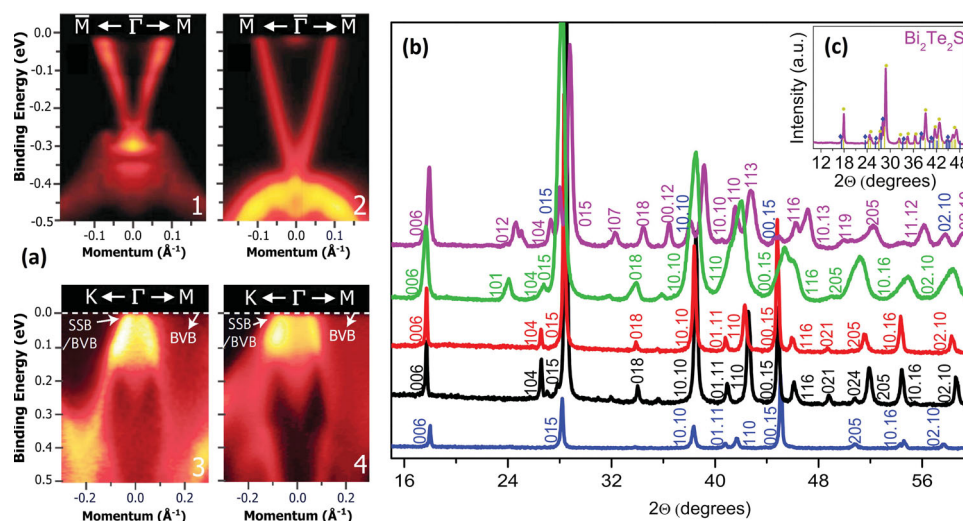 M̅ ← Γ̅ → M̅
M̅ ← Γ̅ → M̅
Binding Energy (eV)
0.0
-0.1
-0.2
-0.3
-0.4
-0.5
1
2
-0.1 0.0 0.1
-0.1 0.0 0.1
Momentum (Å⁻¹)
Momentum (Å⁻¹)
(a)
K ← Γ → M
K ← Γ → M
Binding Energy (eV)
0.0
0.1
0.2
0.3
0.4
0.5
SSB
/BVB
BVB
SSB
/BVB
BVB
3
4
-0.2 0.0 0.2
-0.2 0.0 0.2
Momentum (Å⁻¹)
Momentum (Å⁻¹)
(b)
006 012 104 015 015 107 018 00.12 10.10 10.10 110 113 00.15 116 10.13 119 205 11.12 02.10
006 101 104 015 018 10.10 110 00.15 116 205 10.16 02.10
006 104 015 018 10.10 01.11 110 00.15 116 021 205 10.16 02.10
006 104 015 018 10.10 01.11 110 00.15 116 021 024 205 10.16 02.10
006 015 10.10 01.11 110 00.15 205 10.16 02.10
16 24 32 40 48 56
2Θ (degrees)
(c)
Bi₂Te₂S
Intensity (a.u.)
12 18 24 30 36 42 48
2Θ (degrees)